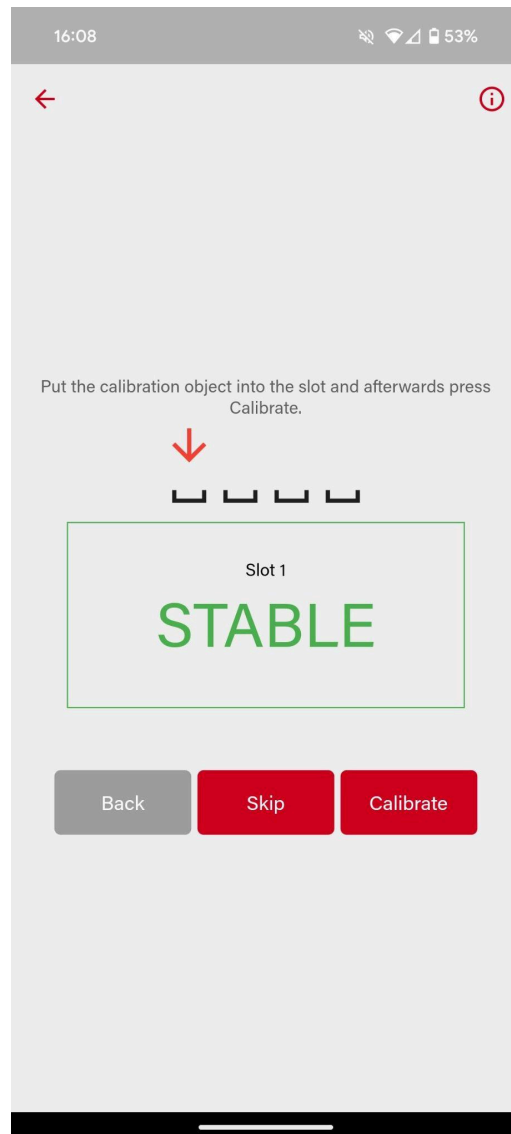 16:08
53%
Put the calibration object into the slot and afterwards press
Calibrate.
Slot 1
STABLE
Back
Skip
Calibrate